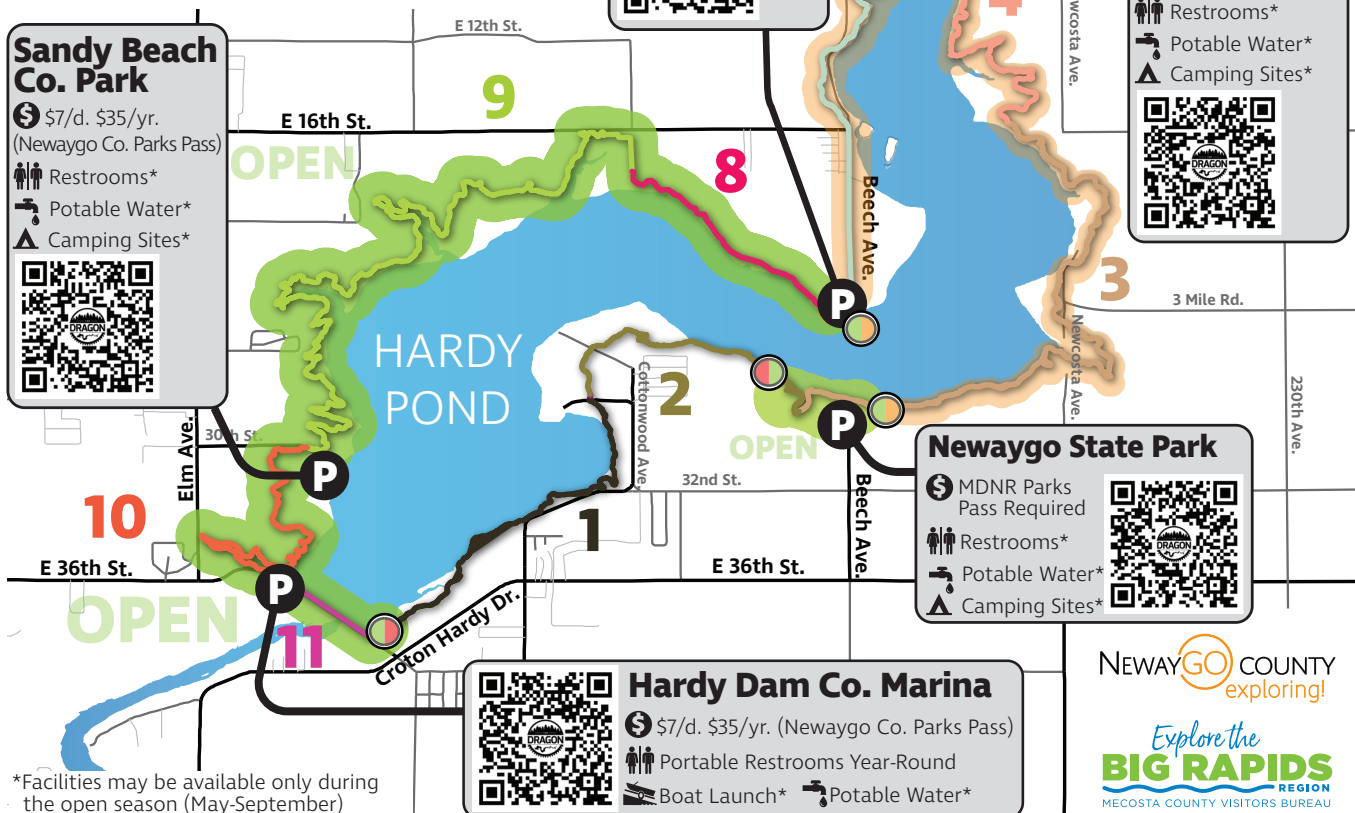 Sandy Beach
Co. Park
$ $7/d. $35/yr.
(Newaygo Co. Parks Pass)
Restrooms*
Potable Water*
Camping Sites*
DRAGON
E 12th St.
9
E 16th St.
OPEN
8
Beech Ave.
4
wcosta Ave.
Restrooms*
Potable Water*
Camping Sites*
DRAGON
3
3 Mile Rd.
Newcosta Ave.
230th Ave.
HARDY
POND
P
Cottonwood Ave.
2
OPEN
P
32nd St.
Beech Ave.
Newaygo State Park
$ MDNR Parks
Pass Required
Restrooms*
Potable Water*
Camping Sites*
DRAGON
Elm Ave.
30th St.
P
10
1
E 36th St.
E 36th St.
P
OPEN
11
Croton Hardy Dr.
Hardy Dam Co. Marina
$ $7/d. $35/yr. (Newaygo Co. Parks Pass)
Portable Restrooms Year-Round
Boat Launch* Potable Water*
DRAGON
NEWAYGO COUNTY
exploring!
Explore the
BIG RAPIDS
REGION
MECOSTA COUNTY VISITORS BUREAU
*Facilities may be available only during
the open season (May-September)